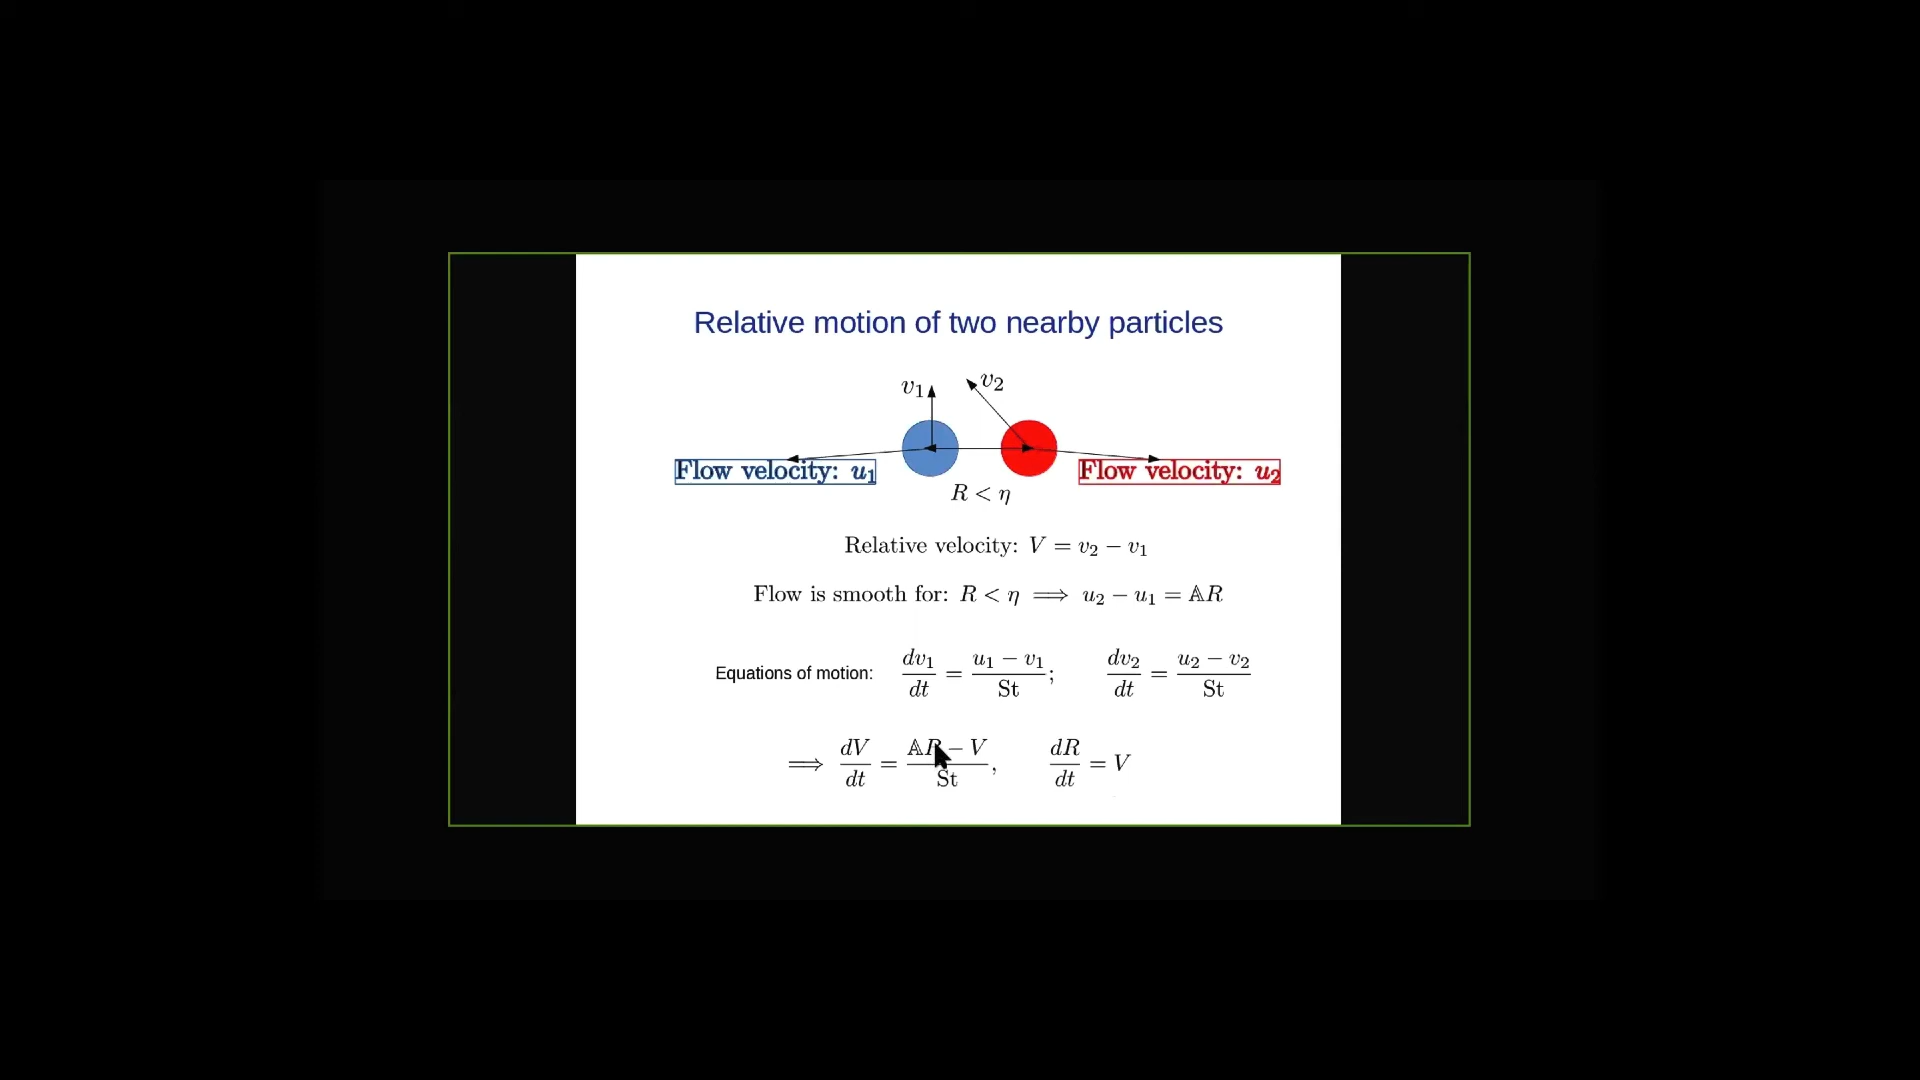 Relative motion of two nearby particles
v₁ v₂
Flow velocity: u₁ Flow velocity: u₂
R < η
Relative velocity: V = v₂ − v₁
Flow is smooth for: R < η ⟹ u₂ − u₁ = 𝔸R
Equations of motion: dv₁/dt = (u₁ − v₁)/St; dv₂/dt = (u₂ − v₂)/St
⟹ dV/dt = (𝔸R − V)/St, dR/dt = V